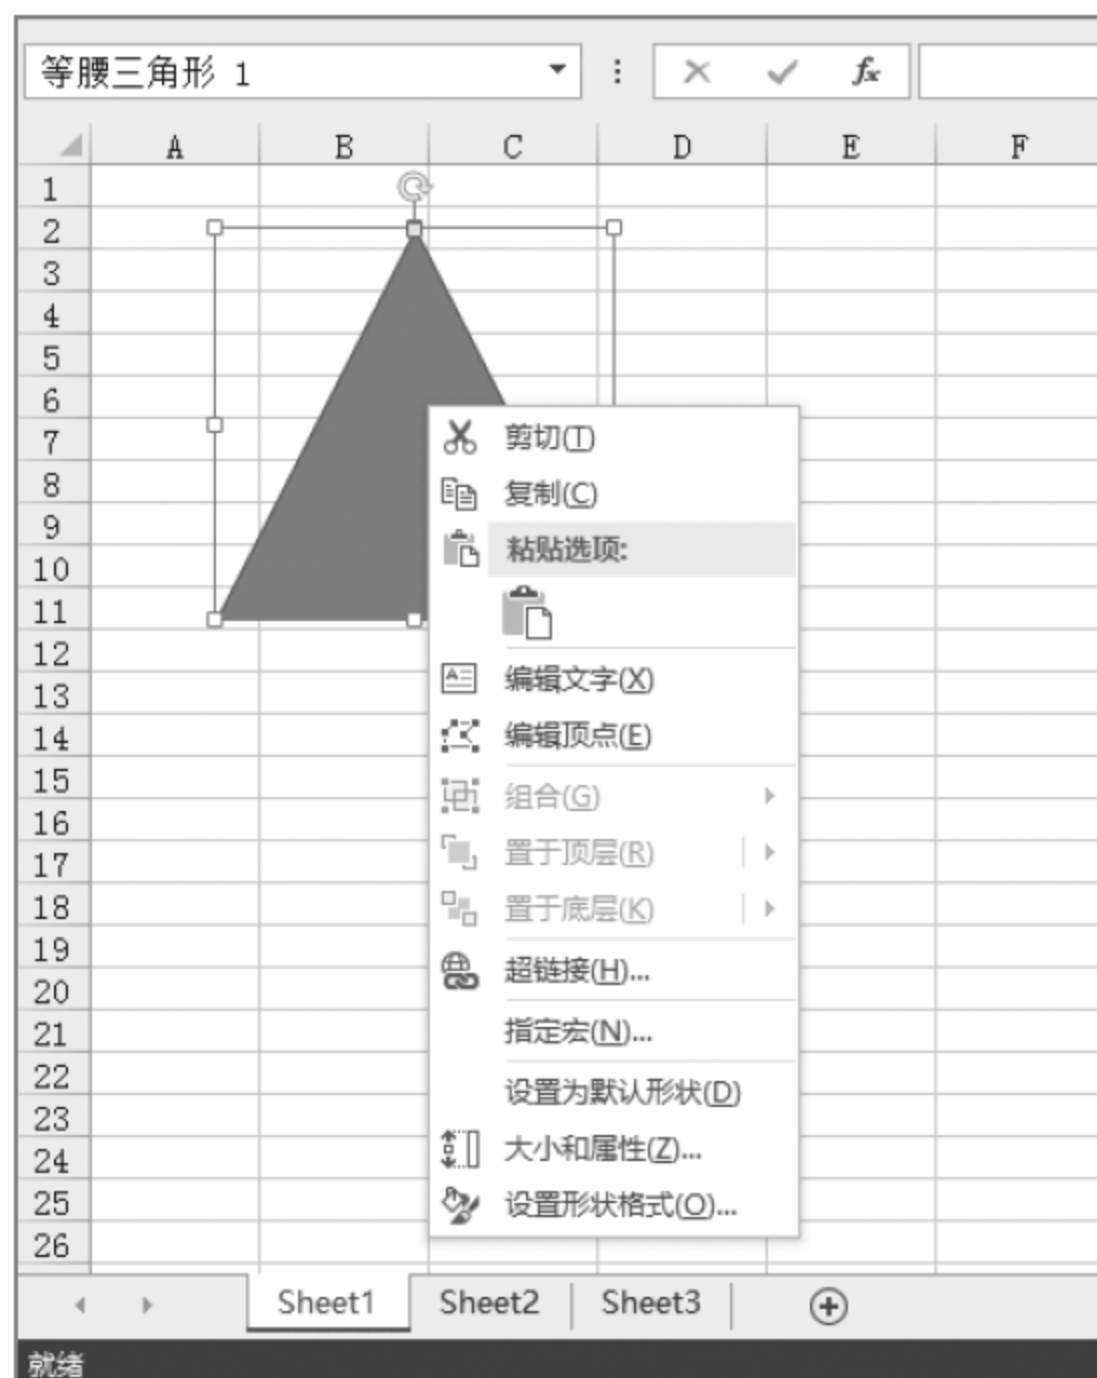 等腰三角形 1
fx
A B C D E F
1
2
3
4
5
6
7
8
9
10
11
12
13
14
15
16
17
18
19
20
21
22
23
24
25
26
剪切(T)
复制(C)
粘贴选项:
编辑文字(X)
编辑顶点(E)
组合(G)
置于顶层(R)
置于底层(K)
超链接(H)...
指定宏(N)...
设置为默认形状(D)
大小和属性(Z)...
设置形状格式(O)...
Sheet1 Sheet2 Sheet3
就绪